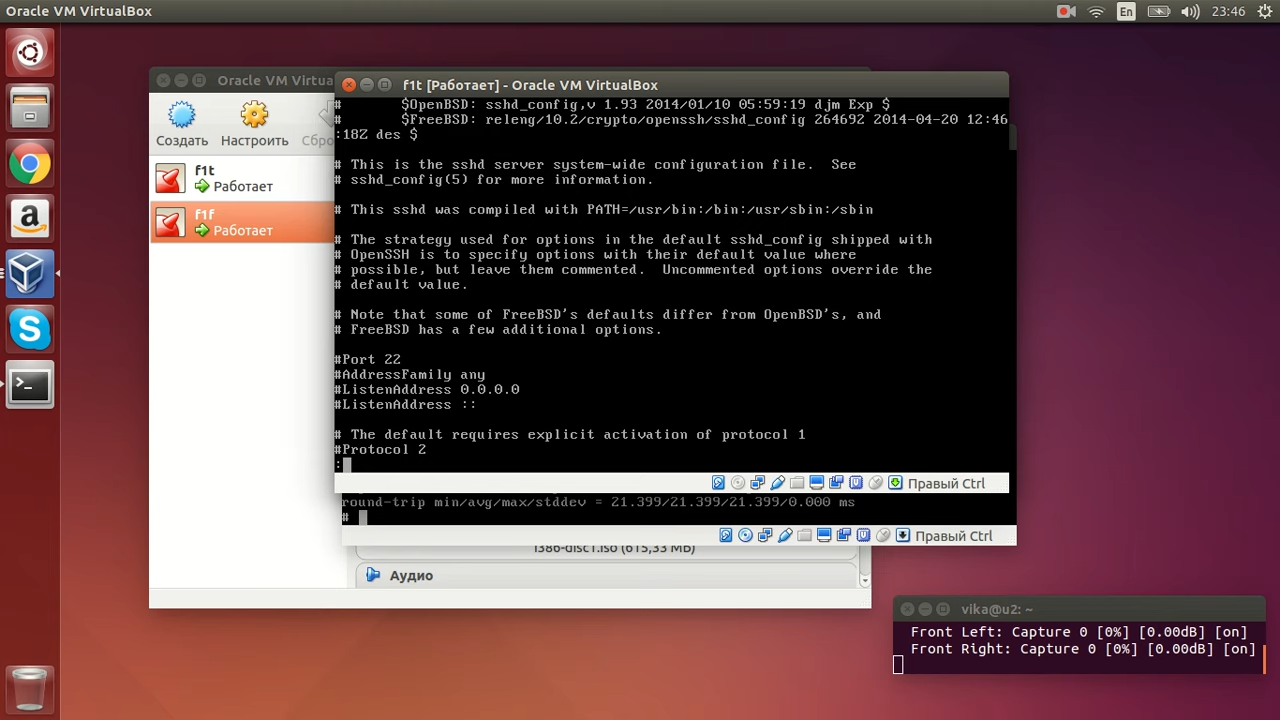 Oracle VM VirtualBox
En
23:46
Oracle VM Virtua
f1t [Работает] - Oracle VM VirtualBox
Создать
Настроить
Сбро
f1t
Работает
f1f
Работает
#       $OpenBSD: sshd_config,v 1.93 2014/01/10 05:59:19 djm Exp $
#       $FreeBSD: releng/10.2/crypto/openssh/sshd_config 264692 2014-04-20 12:46
:18Z des $
# This is the sshd server system-wide configuration file.  See
# sshd_config(5) for more information.
# This sshd was compiled with PATH=/usr/bin:/bin:/usr/sbin:/sbin
# The strategy used for options in the default sshd_config shipped with
# OpenSSH is to specify options with their default value where
# possible, but leave them commented.  Uncommented options override the
# default value.
# Note that some of FreeBSD's defaults differ from OpenBSD's, and
# FreeBSD has a few additional options.
#Port 22
#AddressFamily any
#ListenAddress 0.0.0.0
#ListenAddress ::
# The default requires explicit activation of protocol 1
#Protocol 2
:
Правый Ctrl
round-trip min/avg/max/stddev = 21.399/21.399/21.399/0.000 ms
#
Правый Ctrl
i386-disc1.iso (615,33 MB)
Аудио
vika@u2: ~
Front Left: Capture 0 [0%] [0.00dB] [on]
Front Right: Capture 0 [0%] [0.00dB] [on]